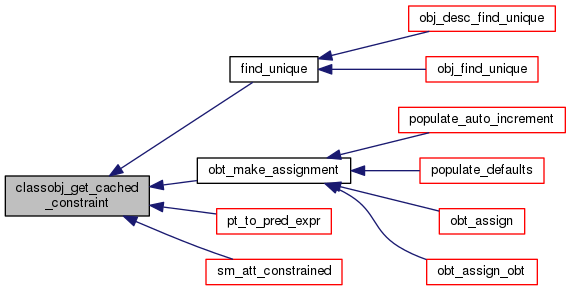 obj_desc_find_unique
find_unique
obj_find_unique
populate_auto_increment
obt_make_assignment
populate_defaults
classobj_get_cached
_constraint
pt_to_pred_expr
obt_assign
sm_att_constrained
obt_assign_obt